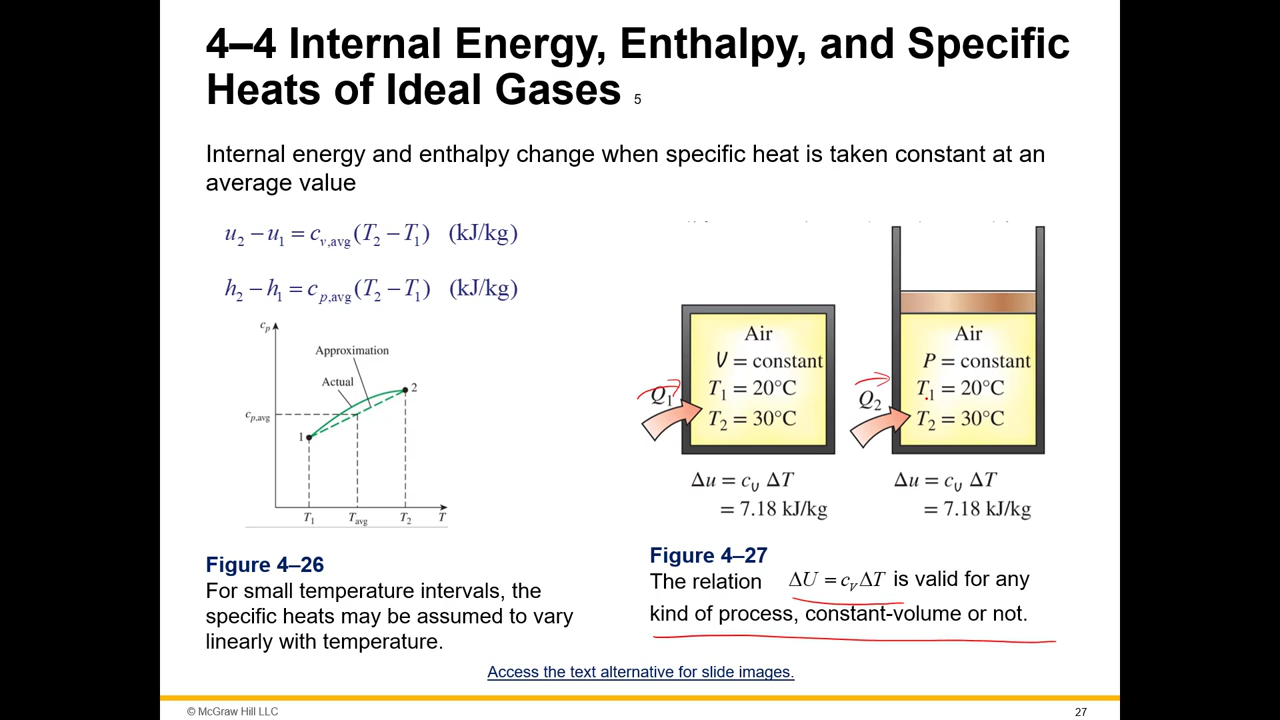 4–4 Internal Energy, Enthalpy, and Specific
Heats of Ideal Gases 5
Internal energy and enthalpy change when specific heat is taken constant at an
average value
u₂ − u₁ = c_v,avg (T₂ − T₁) (kJ/kg)
h₂ − h₁ = c_p,avg (T₂ − T₁) (kJ/kg)
c_p
Approximation
Actual
2
c_p,avg
1
T₁ T_avg T₂ T
Figure 4–26
For small temperature intervals, the
specific heats may be assumed to vary
linearly with temperature.
Air
V = constant
Q₁
T₁ = 20°C
T₂ = 30°C
Δu = c_v ΔT
= 7.18 kJ/kg
Air
P = constant
Q₂
T₁ = 20°C
T₂ = 30°C
Δu = c_v ΔT
= 7.18 kJ/kg
Figure 4–27
The relation ΔU = c_V ΔT is valid for any
kind of process, constant-volume or not.
Access the text alternative for slide images.
© McGraw Hill LLC
27